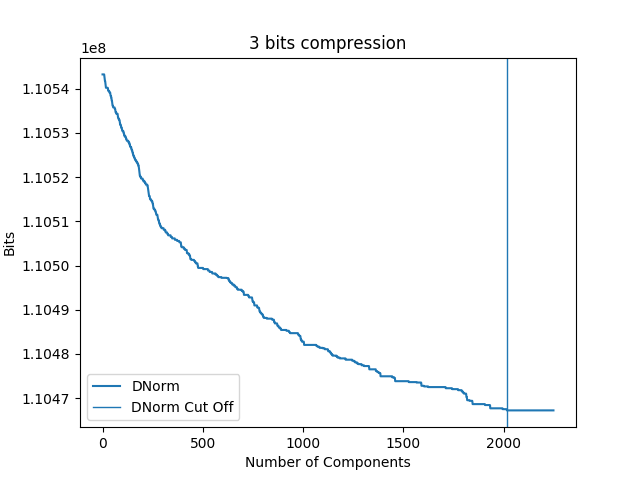 3 bits compression
1e8
1.1054
1.1053
1.1052
1.1051
1.1050
1.1049
1.1048
1.1047
Bits
DNorm
DNorm Cut Off
0 500 1000 1500 2000
Number of Components